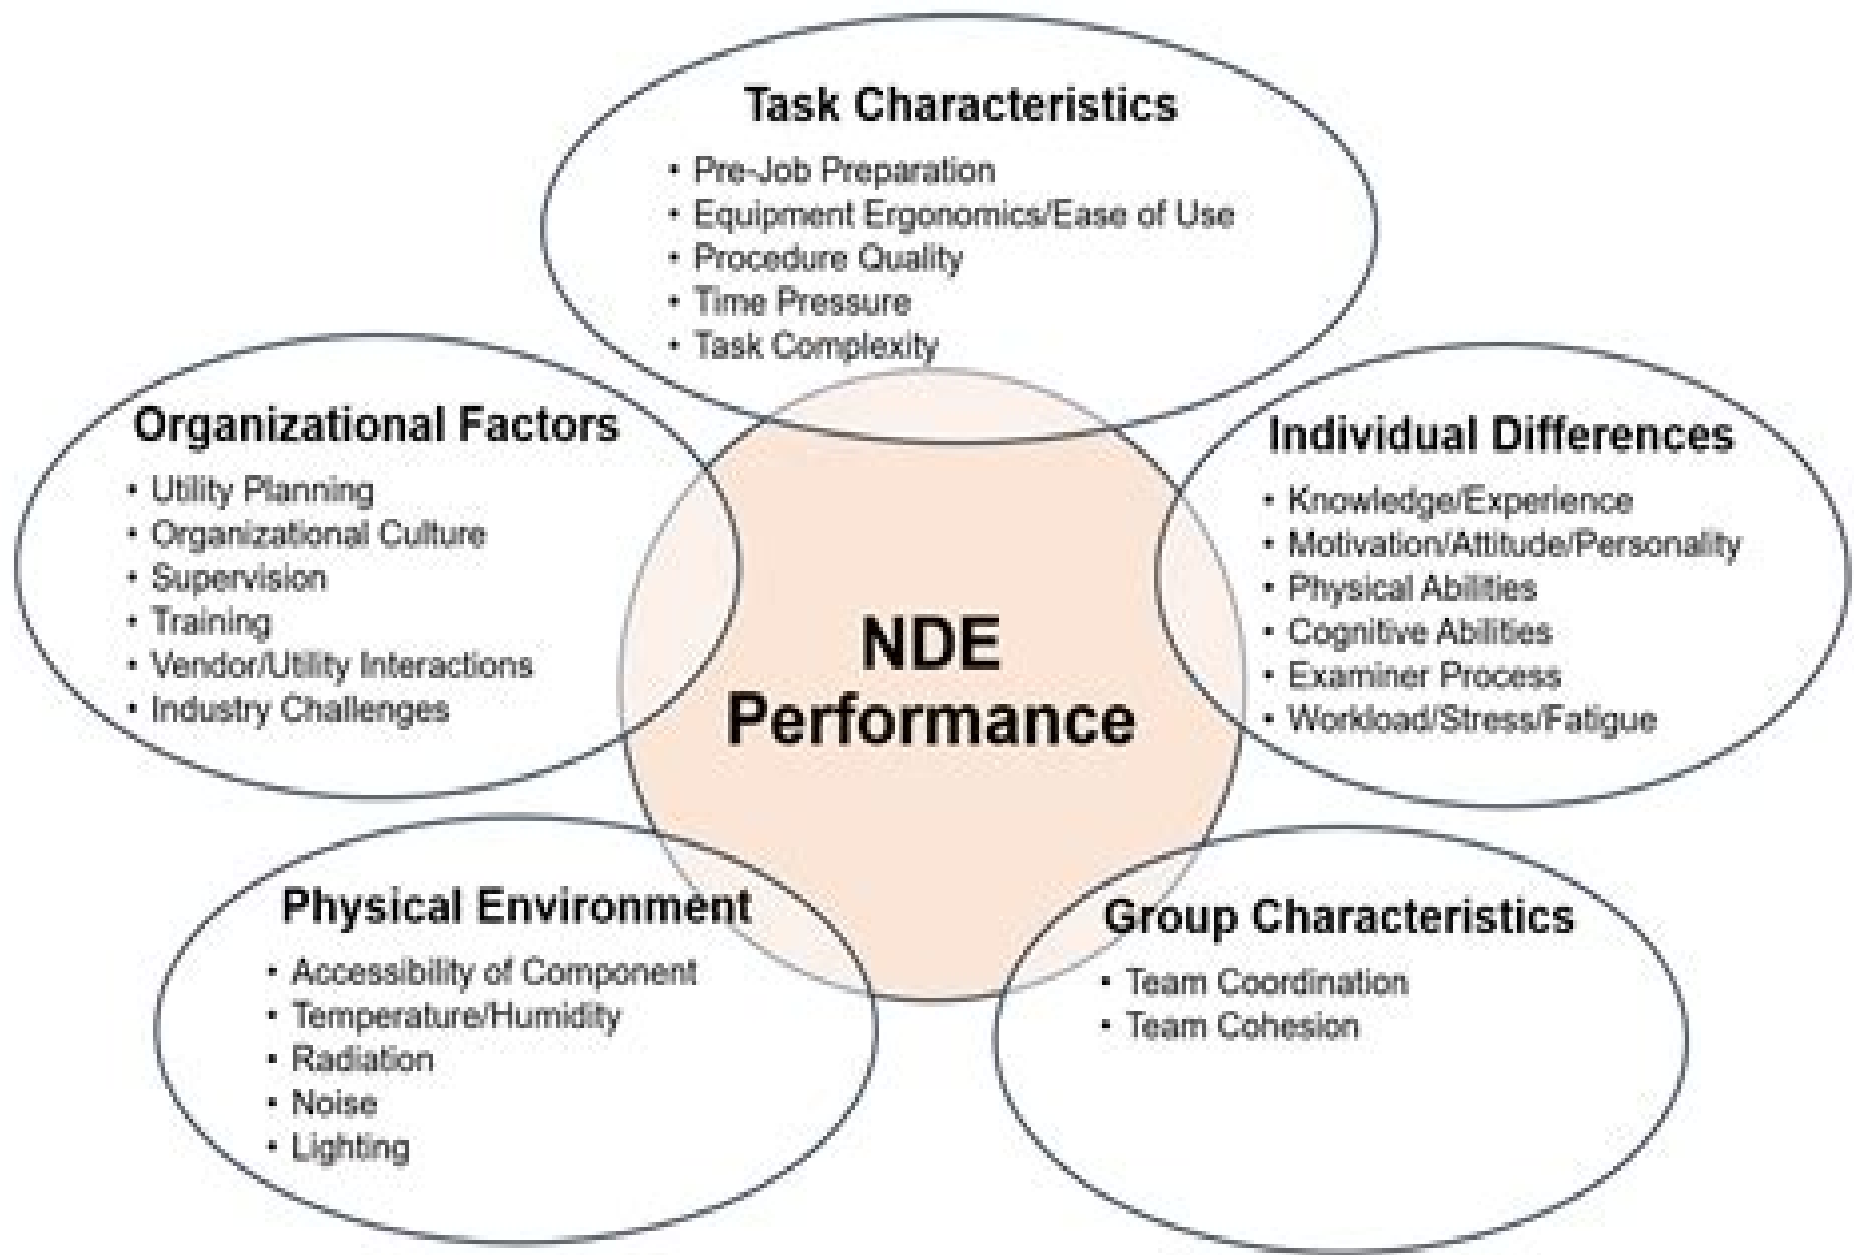 Task Characteristics
• Pre-Job Preparation
• Equipment Ergonomics/Ease of Use
• Procedure Quality
• Time Pressure
• Task Complexity
Organizational Factors
• Utility Planning
• Organizational Culture
• Supervision
• Training
• Vendor/Utility Interactions
• Industry Challenges
Individual Differences
• Knowledge/Experience
• Motivation/Attitude/Personality
• Physical Abilities
• Cognitive Abilities
• Examiner Process
• Workload/Stress/Fatigue
NDE
Performance
Physical Environment
• Accessibility of Component
• Temperature/Humidity
• Radiation
• Noise
• Lighting
Group Characteristics
• Team Coordination
• Team Cohesion